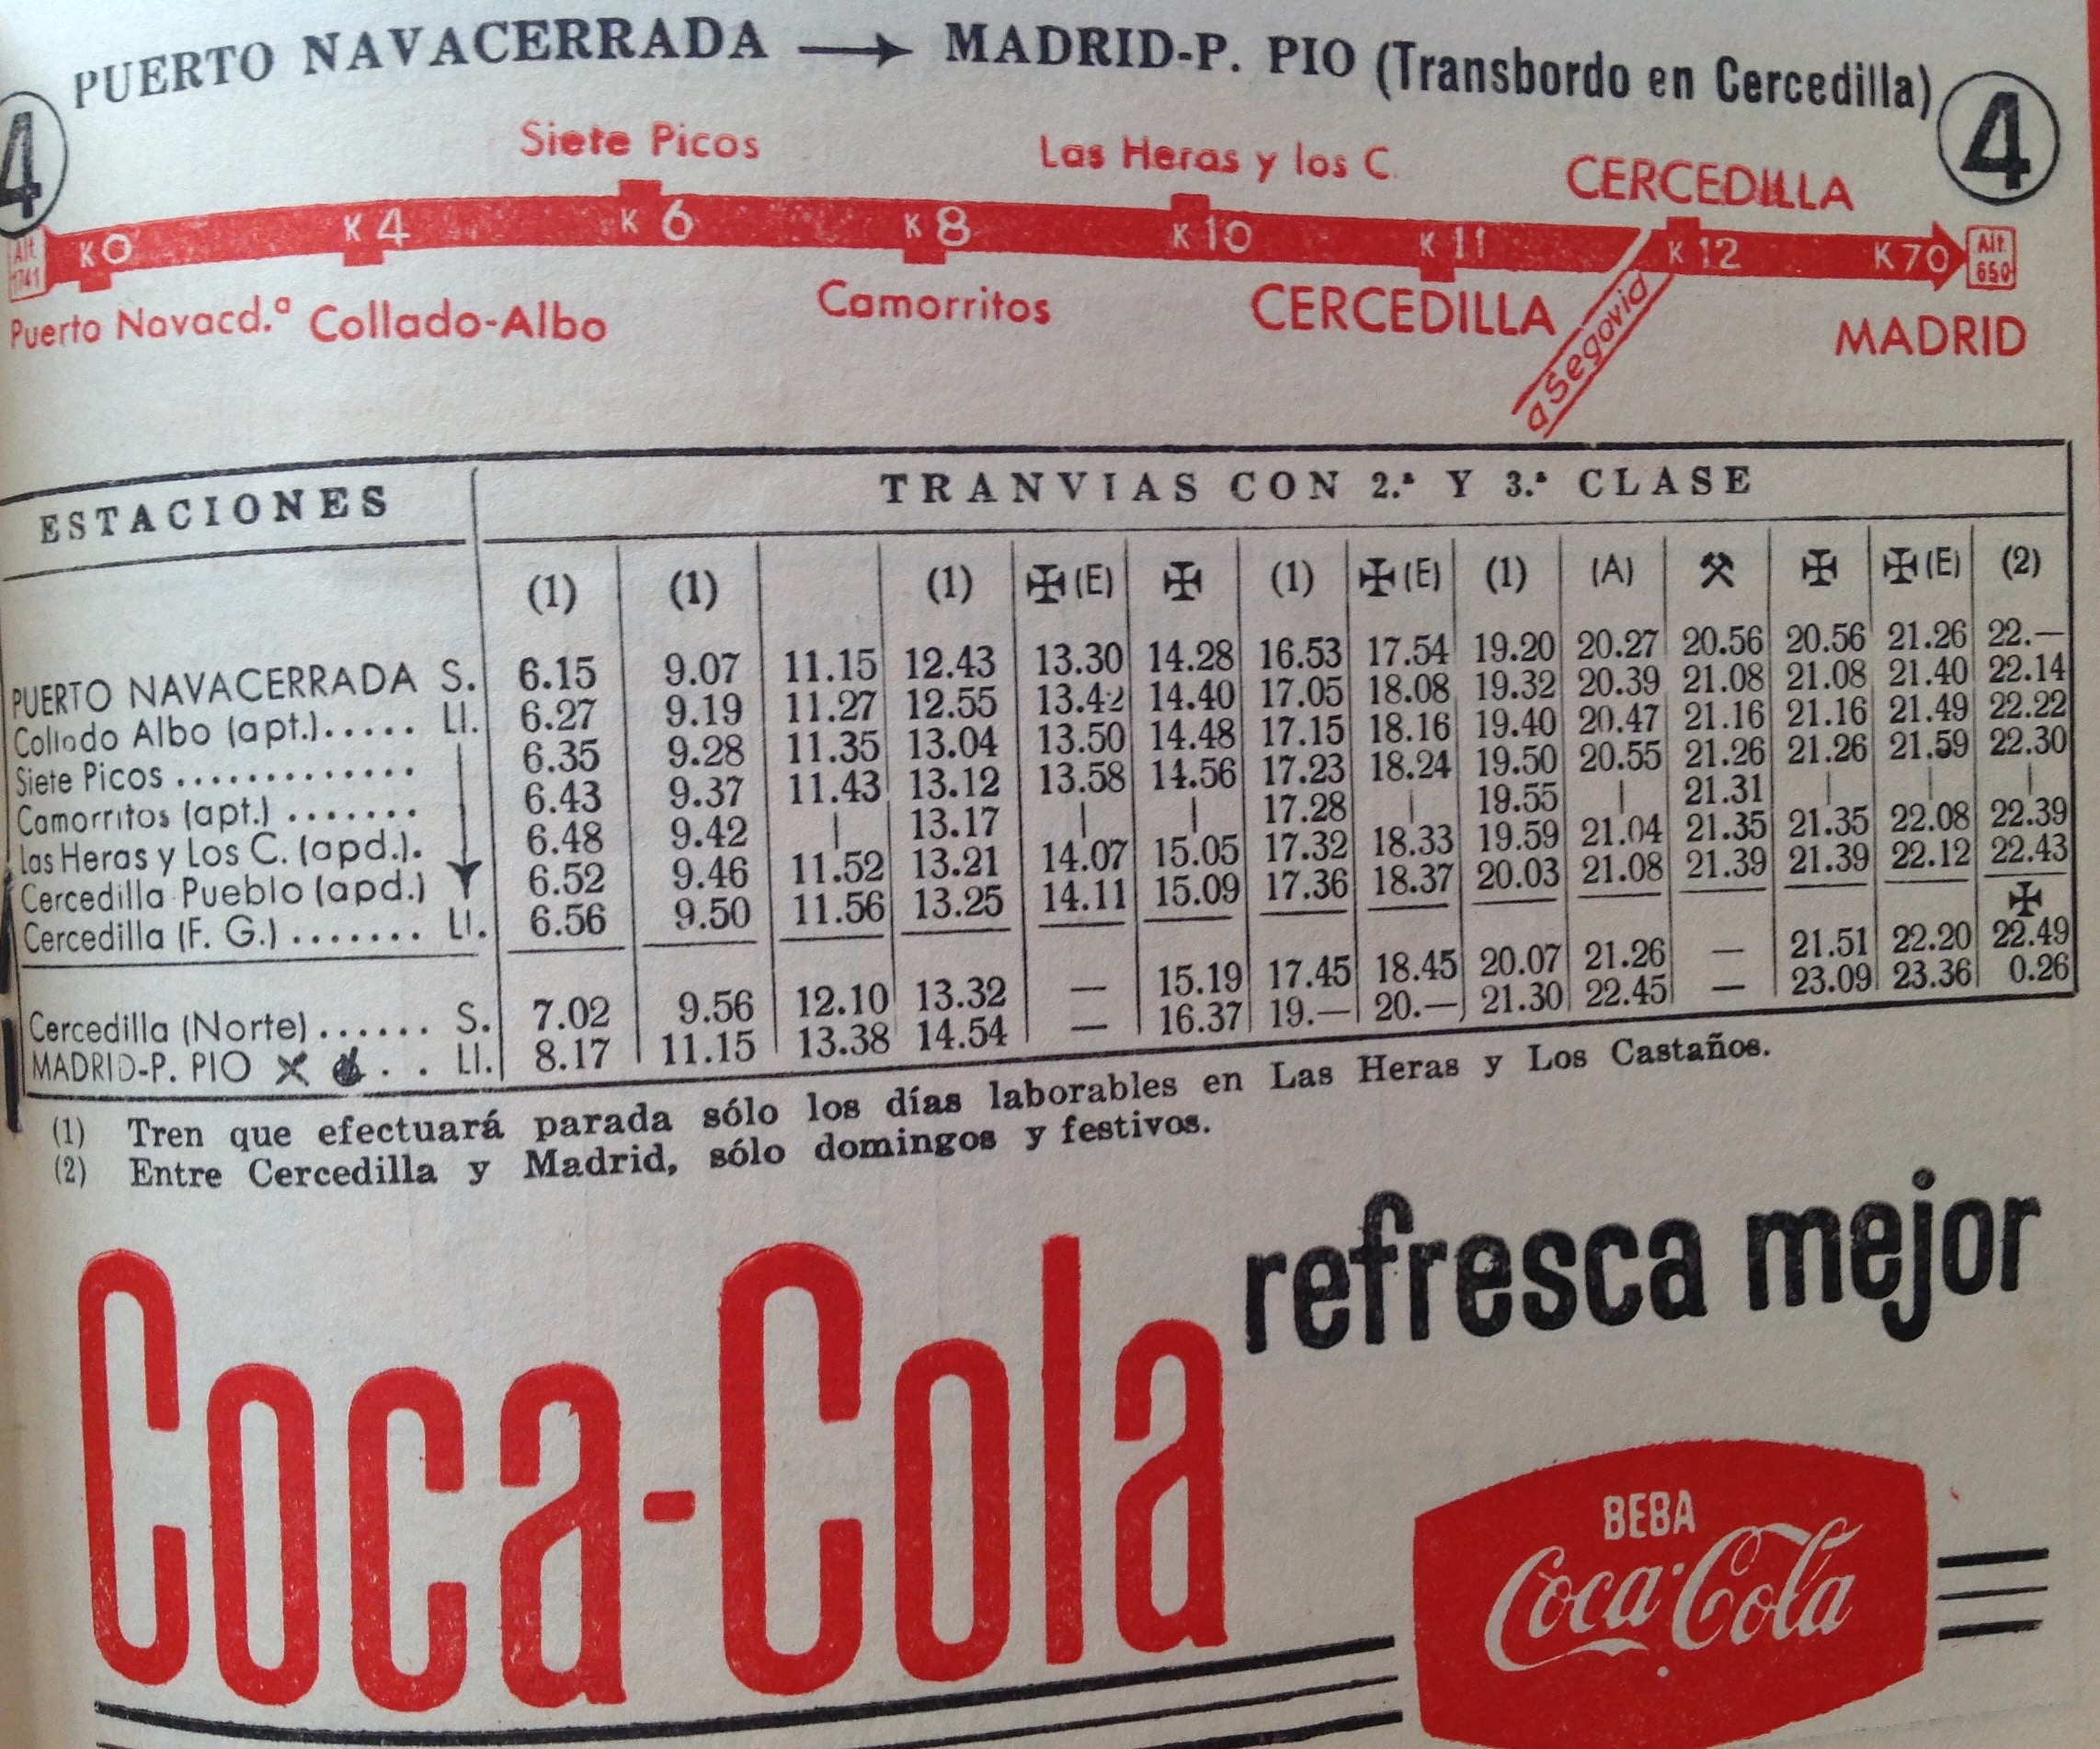 PUERTO NAVACERRADA → MADRID-P. PIO (Transbordo en Cercedilla)
4 4
Siete Picos Las Heras y los C. CERCEDILLA
Alt. 1741 K 0 K 4 K 6 K 8 K 10 K 11 K 12 K 70 Alt. 650
Puerto Navacd.ª Collado-Albo Camorritos CERCEDILLA a Segovia MADRID
ESTACIONES TRANVIAS CON 2.ª Y 3.ª CLASE
(1) (1) (1) ✠ (E) ✠ (1) ✠ (E) (1) (A) ⚒ ✠ ✠ (E) (2)
PUERTO NAVACERRADA S. 6.15 9.07 11.15 12.43 13.30 14.28 16.53 17.54 19.20 20.27 20.56 20.56 21.26 22.—
Collado Albo (apt.)..... Ll. 6.27 9.19 11.27 12.55 13.42 14.40 17.05 18.08 19.32 20.39 21.08 21.08 21.40 22.14
Siete Picos ............. 6.35 9.28 11.35 13.04 13.50 14.48 17.15 18.16 19.40 20.47 21.16 21.16 21.49 22.22
Camorritos (apt.) ....... 6.43 9.37 11.43 13.12 13.58 14.56 17.23 18.24 19.50 20.55 21.26 21.26 21.59 22.30
Las Heras y Los C. (apd.). 6.48 9.42 | 13.17 | | 17.28 | 19.55 | 21.31 | | |
Cercedilla Pueblo (apd.) 6.52 9.46 11.52 13.21 14.07 15.05 17.32 18.33 19.59 21.04 21.35 21.35 22.08 22.39
Cercedilla (F. G.) ....... Ll. 6.56 9.50 11.56 13.25 14.11 15.09 17.36 18.37 20.03 21.08 21.39 21.39 22.12 22.43
✠
Cercedilla (Norte) ...... S. 7.02 9.56 12.10 13.32 — 15.19 17.45 18.45 20.07 21.26 — 21.51 22.20 22.49
MADRID-P. PIO .. Ll. 8.17 11.15 13.38 14.54 — 16.37 19.— 20.— 21.30 22.45 — 23.09 23.36 0.26
(1) Tren que efectuará parada sólo los días laborables en Las Heras y Los Castaños.
(2) Entre Cercedilla y Madrid, sólo domingos y festivos.
Coca-Cola refresca mejor
BEBA
Coca-Cola